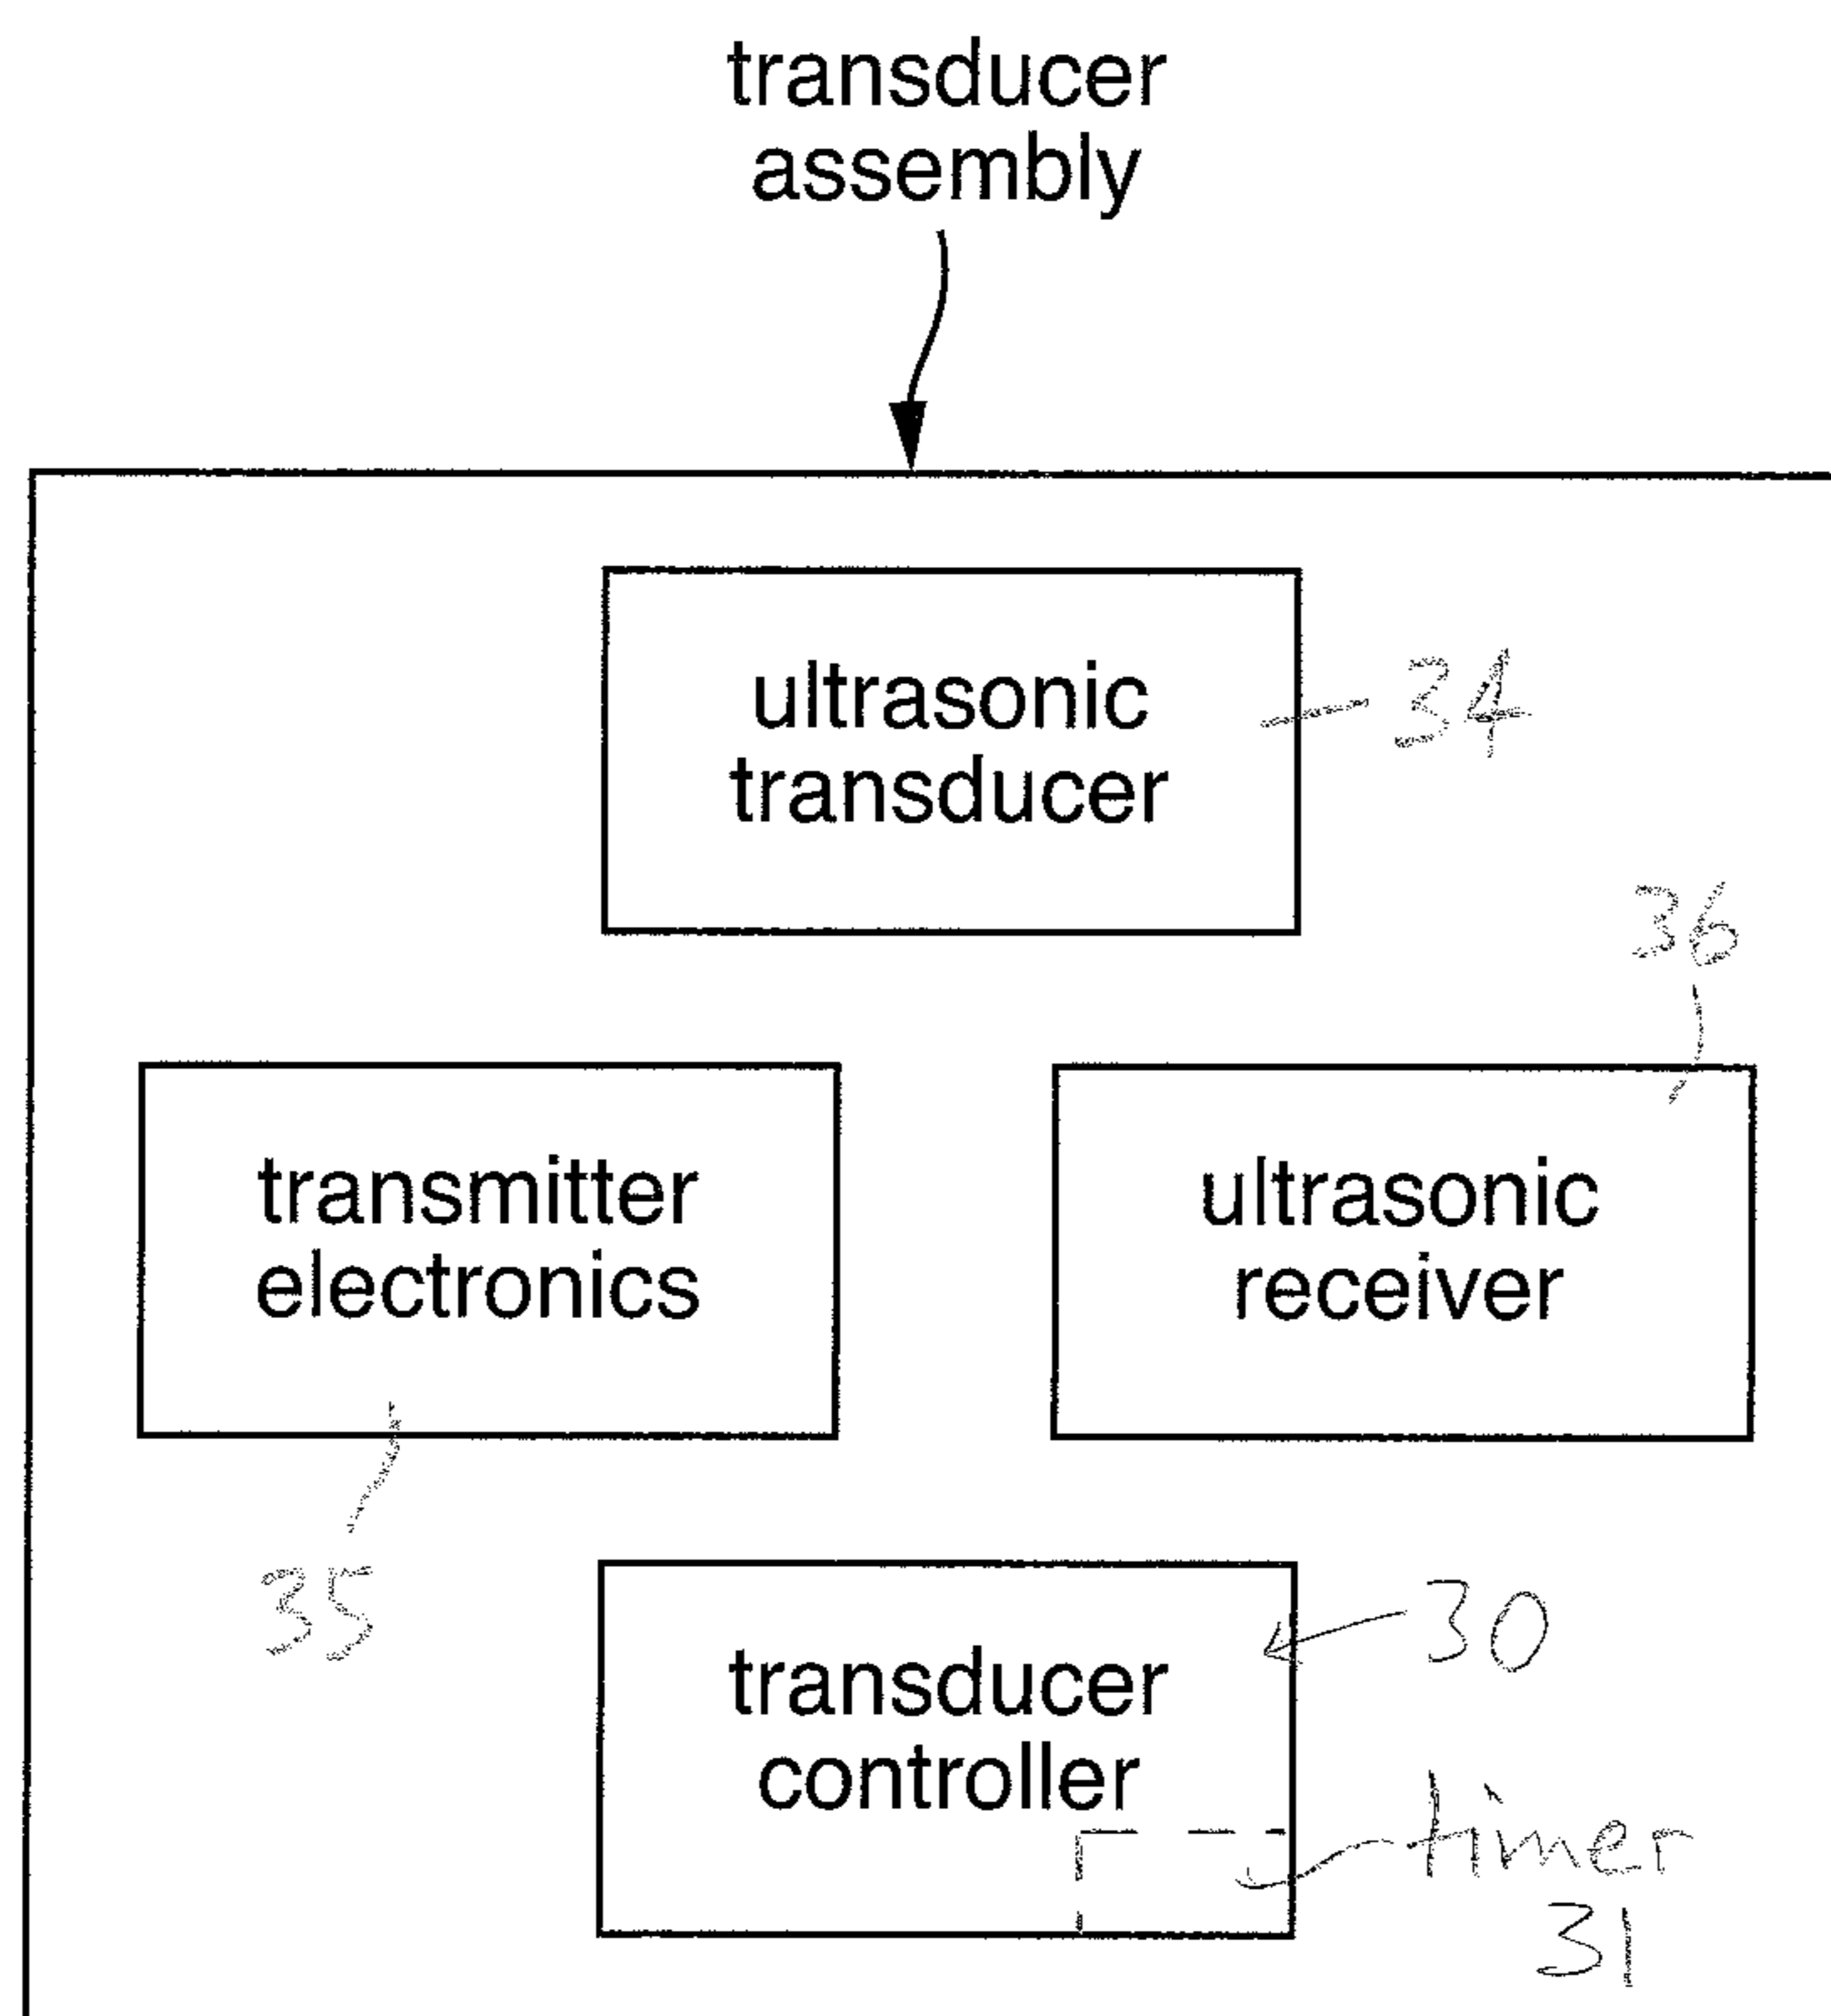 transducer
assembly
ultrasonic
transducer
34
36
transmitter
electronics
ultrasonic
receiver
35
transducer
controller
30
timer
31